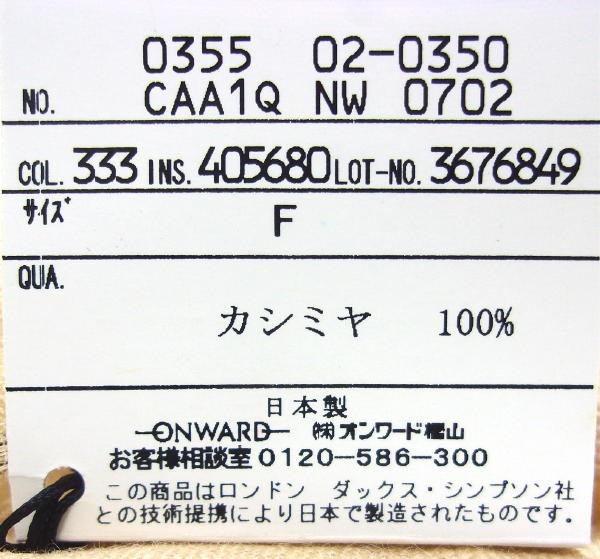 0355 02-0350
NO. CAA1Q NW 0702
COL. 333 INS. 405680 LOT-NO. 3676849
サイズ F
QUA.
カシミヤ 100%
日本製
ONWARD ㈱オンワード樫山
お客様相談室0120-586-300
この商品はロンドン ダックス・シンプソン社
との技術提携により日本で製造されたものです。